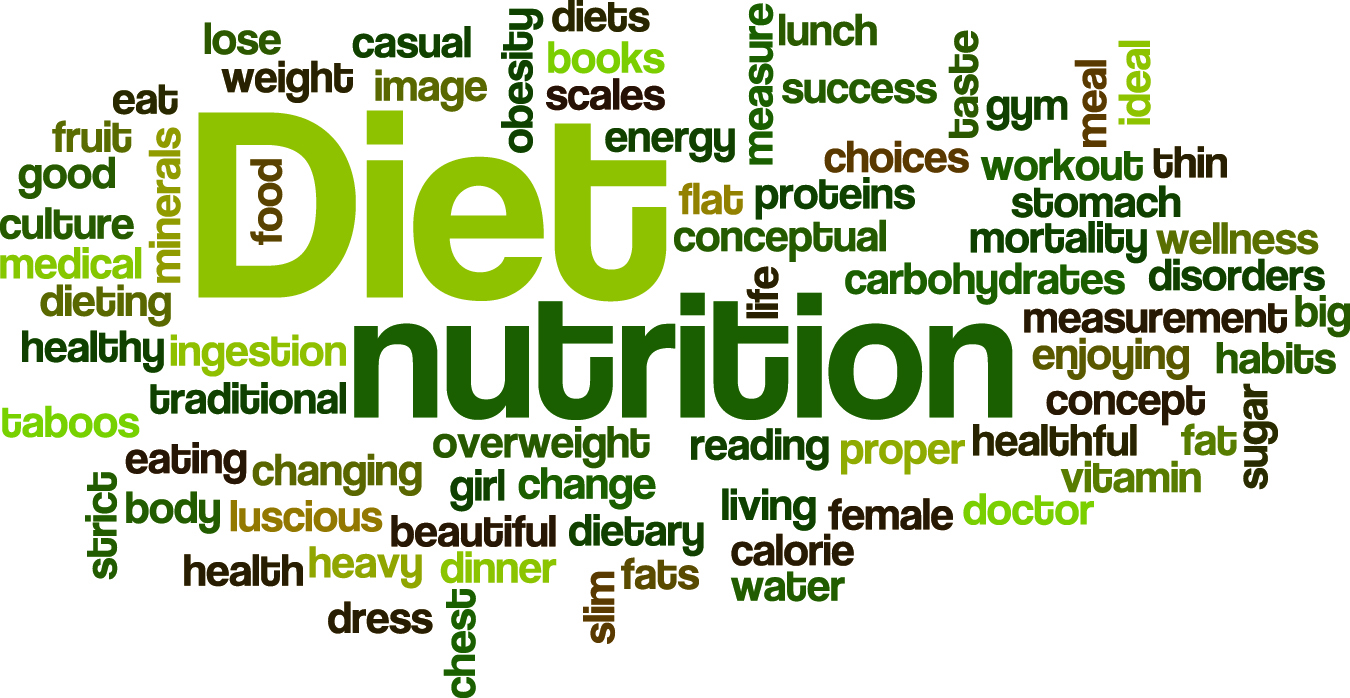 lose
casual
obesity
diets
measure
lunch
taste
ideal
weight
image
books
success
gym
meal
eat
scales
fruit
minerals
Diet
energy
choices
workout
thin
good
food
flat
proteins
stomach
culture
conceptual
mortality
wellness
medical
life
carbohydrates
disorders
dieting
nutrition
measurement
big
healthy
ingestion
enjoying
habits
traditional
concept
sugar
taboos
overweight
reading
proper
healthful
fat
eating
changing
girl
change
vitamin
strict
body
luscious
beautiful
dietary
living
female
doctor
health
heavy
dinner
slim
fats
calorie
water
dress
chest